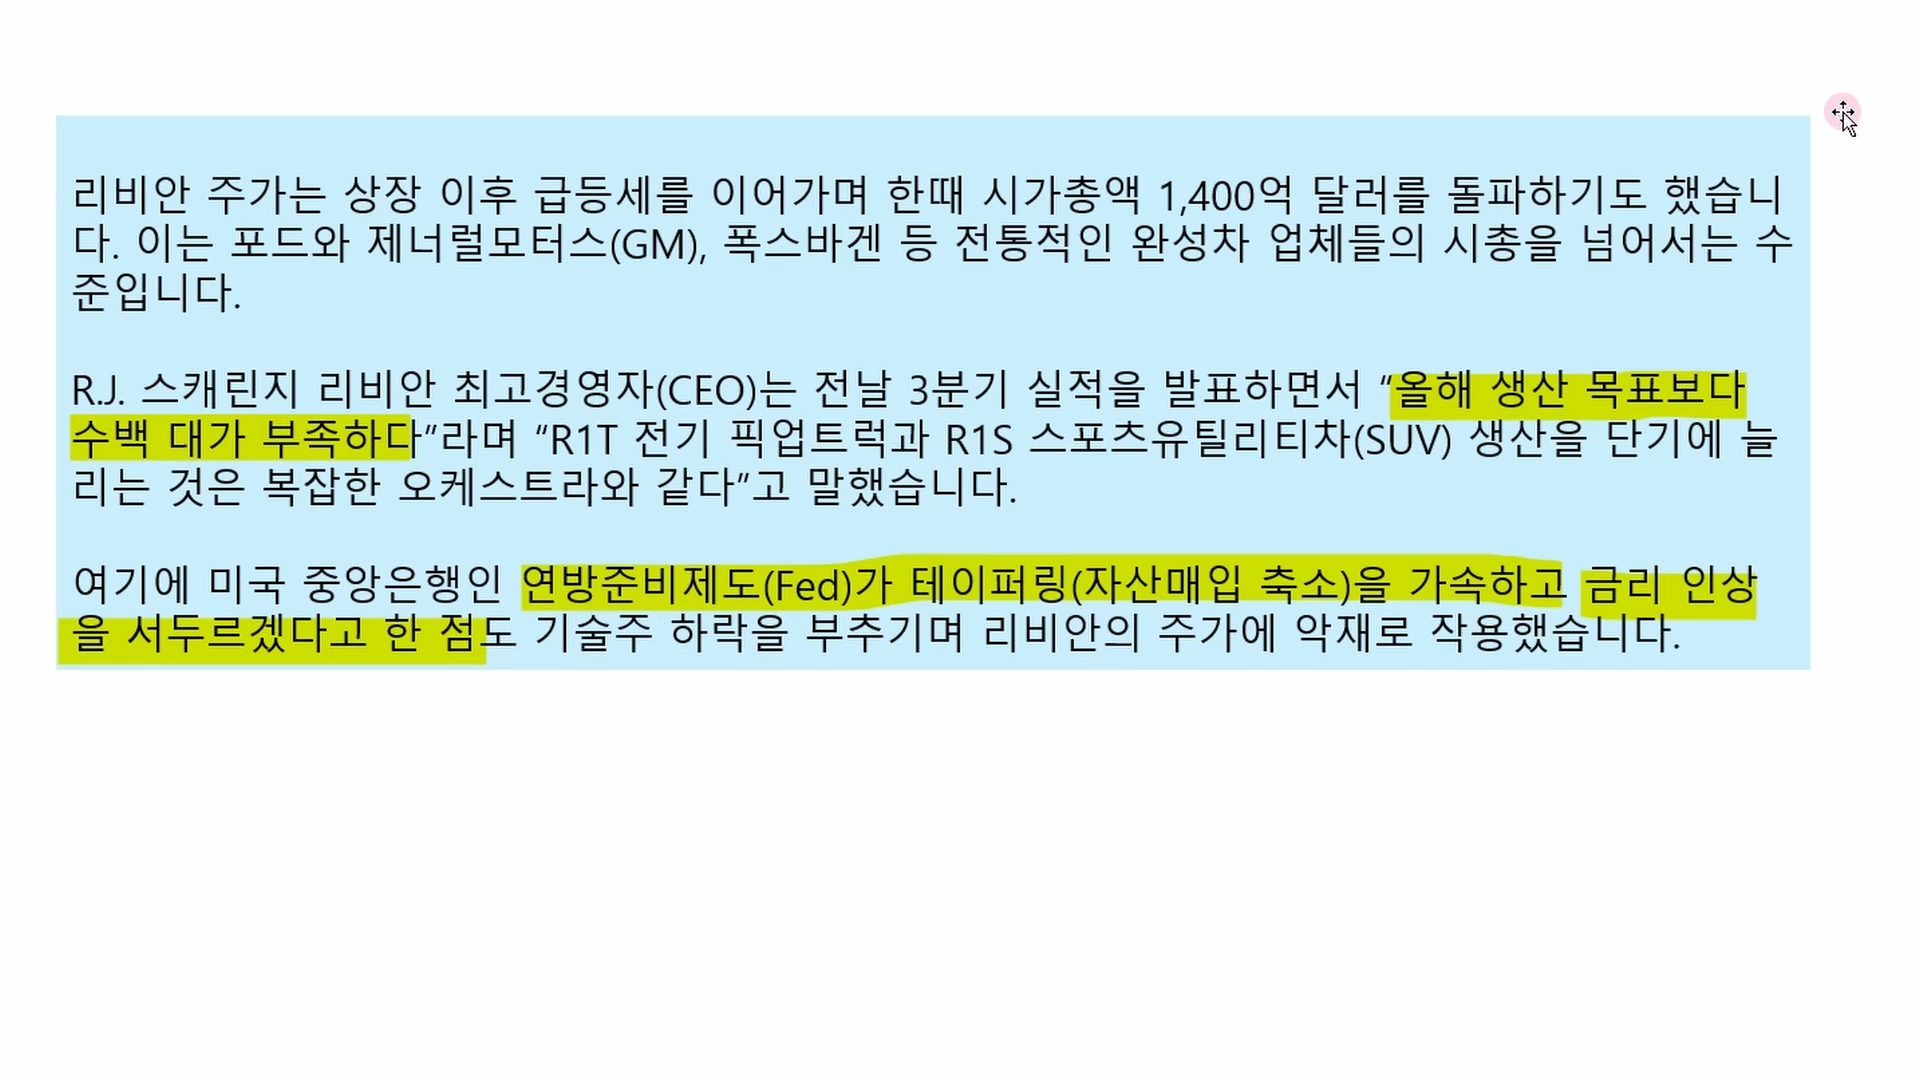 리비안 주가는 상장 이후 급등세를 이어가며 한때 시가총액 1,400억 달러를 돌파하기도 했습니
다. 이는 포드와 제너럴모터스(GM), 폭스바겐 등 전통적인 완성차 업체들의 시총을 넘어서는 수
준입니다.
R.J. 스캐린지 리비안 최고경영자(CEO)는 전날 3분기 실적을 발표하면서 “올해 생산 목표보다
수백 대가 부족하다”라며 “R1T 전기 픽업트럭과 R1S 스포츠유틸리티차(SUV) 생산을 단기에 늘
리는 것은 복잡한 오케스트라와 같다”고 말했습니다.
여기에 미국 중앙은행인 연방준비제도(Fed)가 테이퍼링(자산매입 축소)을 가속하고 금리 인상
을 서두르겠다고 한 점도 기술주 하락을 부추기며 리비안의 주가에 악재로 작용했습니다.